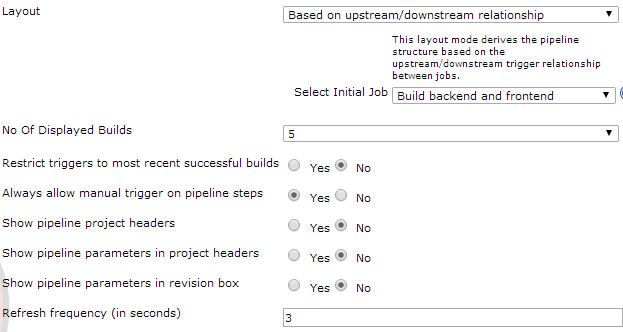 Layout
Based on upstream/downstream relationship
This layout mode derives the pipeline
structure based on the
upstream/downstream trigger relationship
between jobs.
Select Initial Job Build backend and frontend
No Of Displayed Builds 5
Restrict triggers to most recent successful builds Yes No
Always allow manual trigger on pipeline steps Yes No
Show pipeline project headers Yes No
Show pipeline parameters in project headers Yes No
Show pipeline parameters in revision box Yes No
Refresh frequency (in seconds) 3